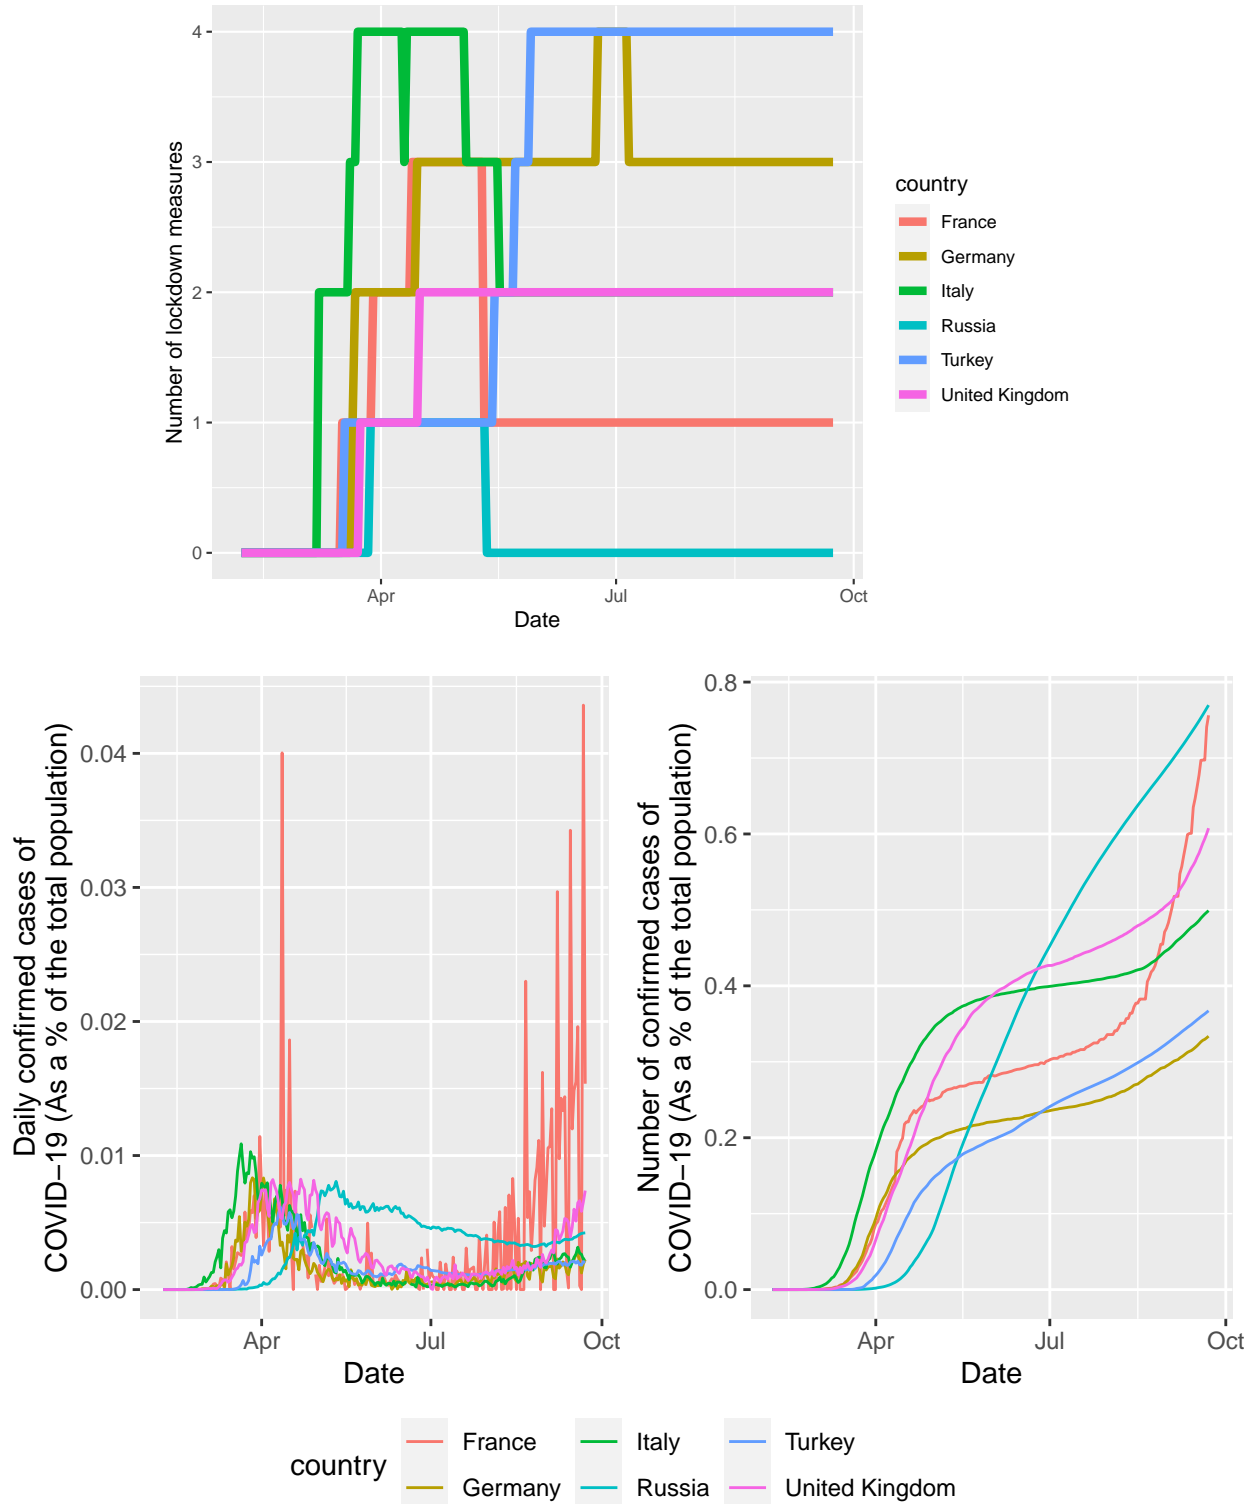 4
3
2
1
0
Number of lockdown measures
Apr
Jul
Oct
Date
country
France
Germany
Italy
Russia
Turkey
United Kingdom
Daily confirmed cases of
COVID−19 (As a % of the total population)
0.04
0.03
0.02
0.01
0.00
Apr
Jul
Oct
Date
Number of confirmed cases of
COVID−19 (As a % of the total population)
0.8
0.6
0.4
0.2
0.0
Apr
Jul
Oct
Date
country
France
Italy
Turkey
Germany
Russia
United Kingdom